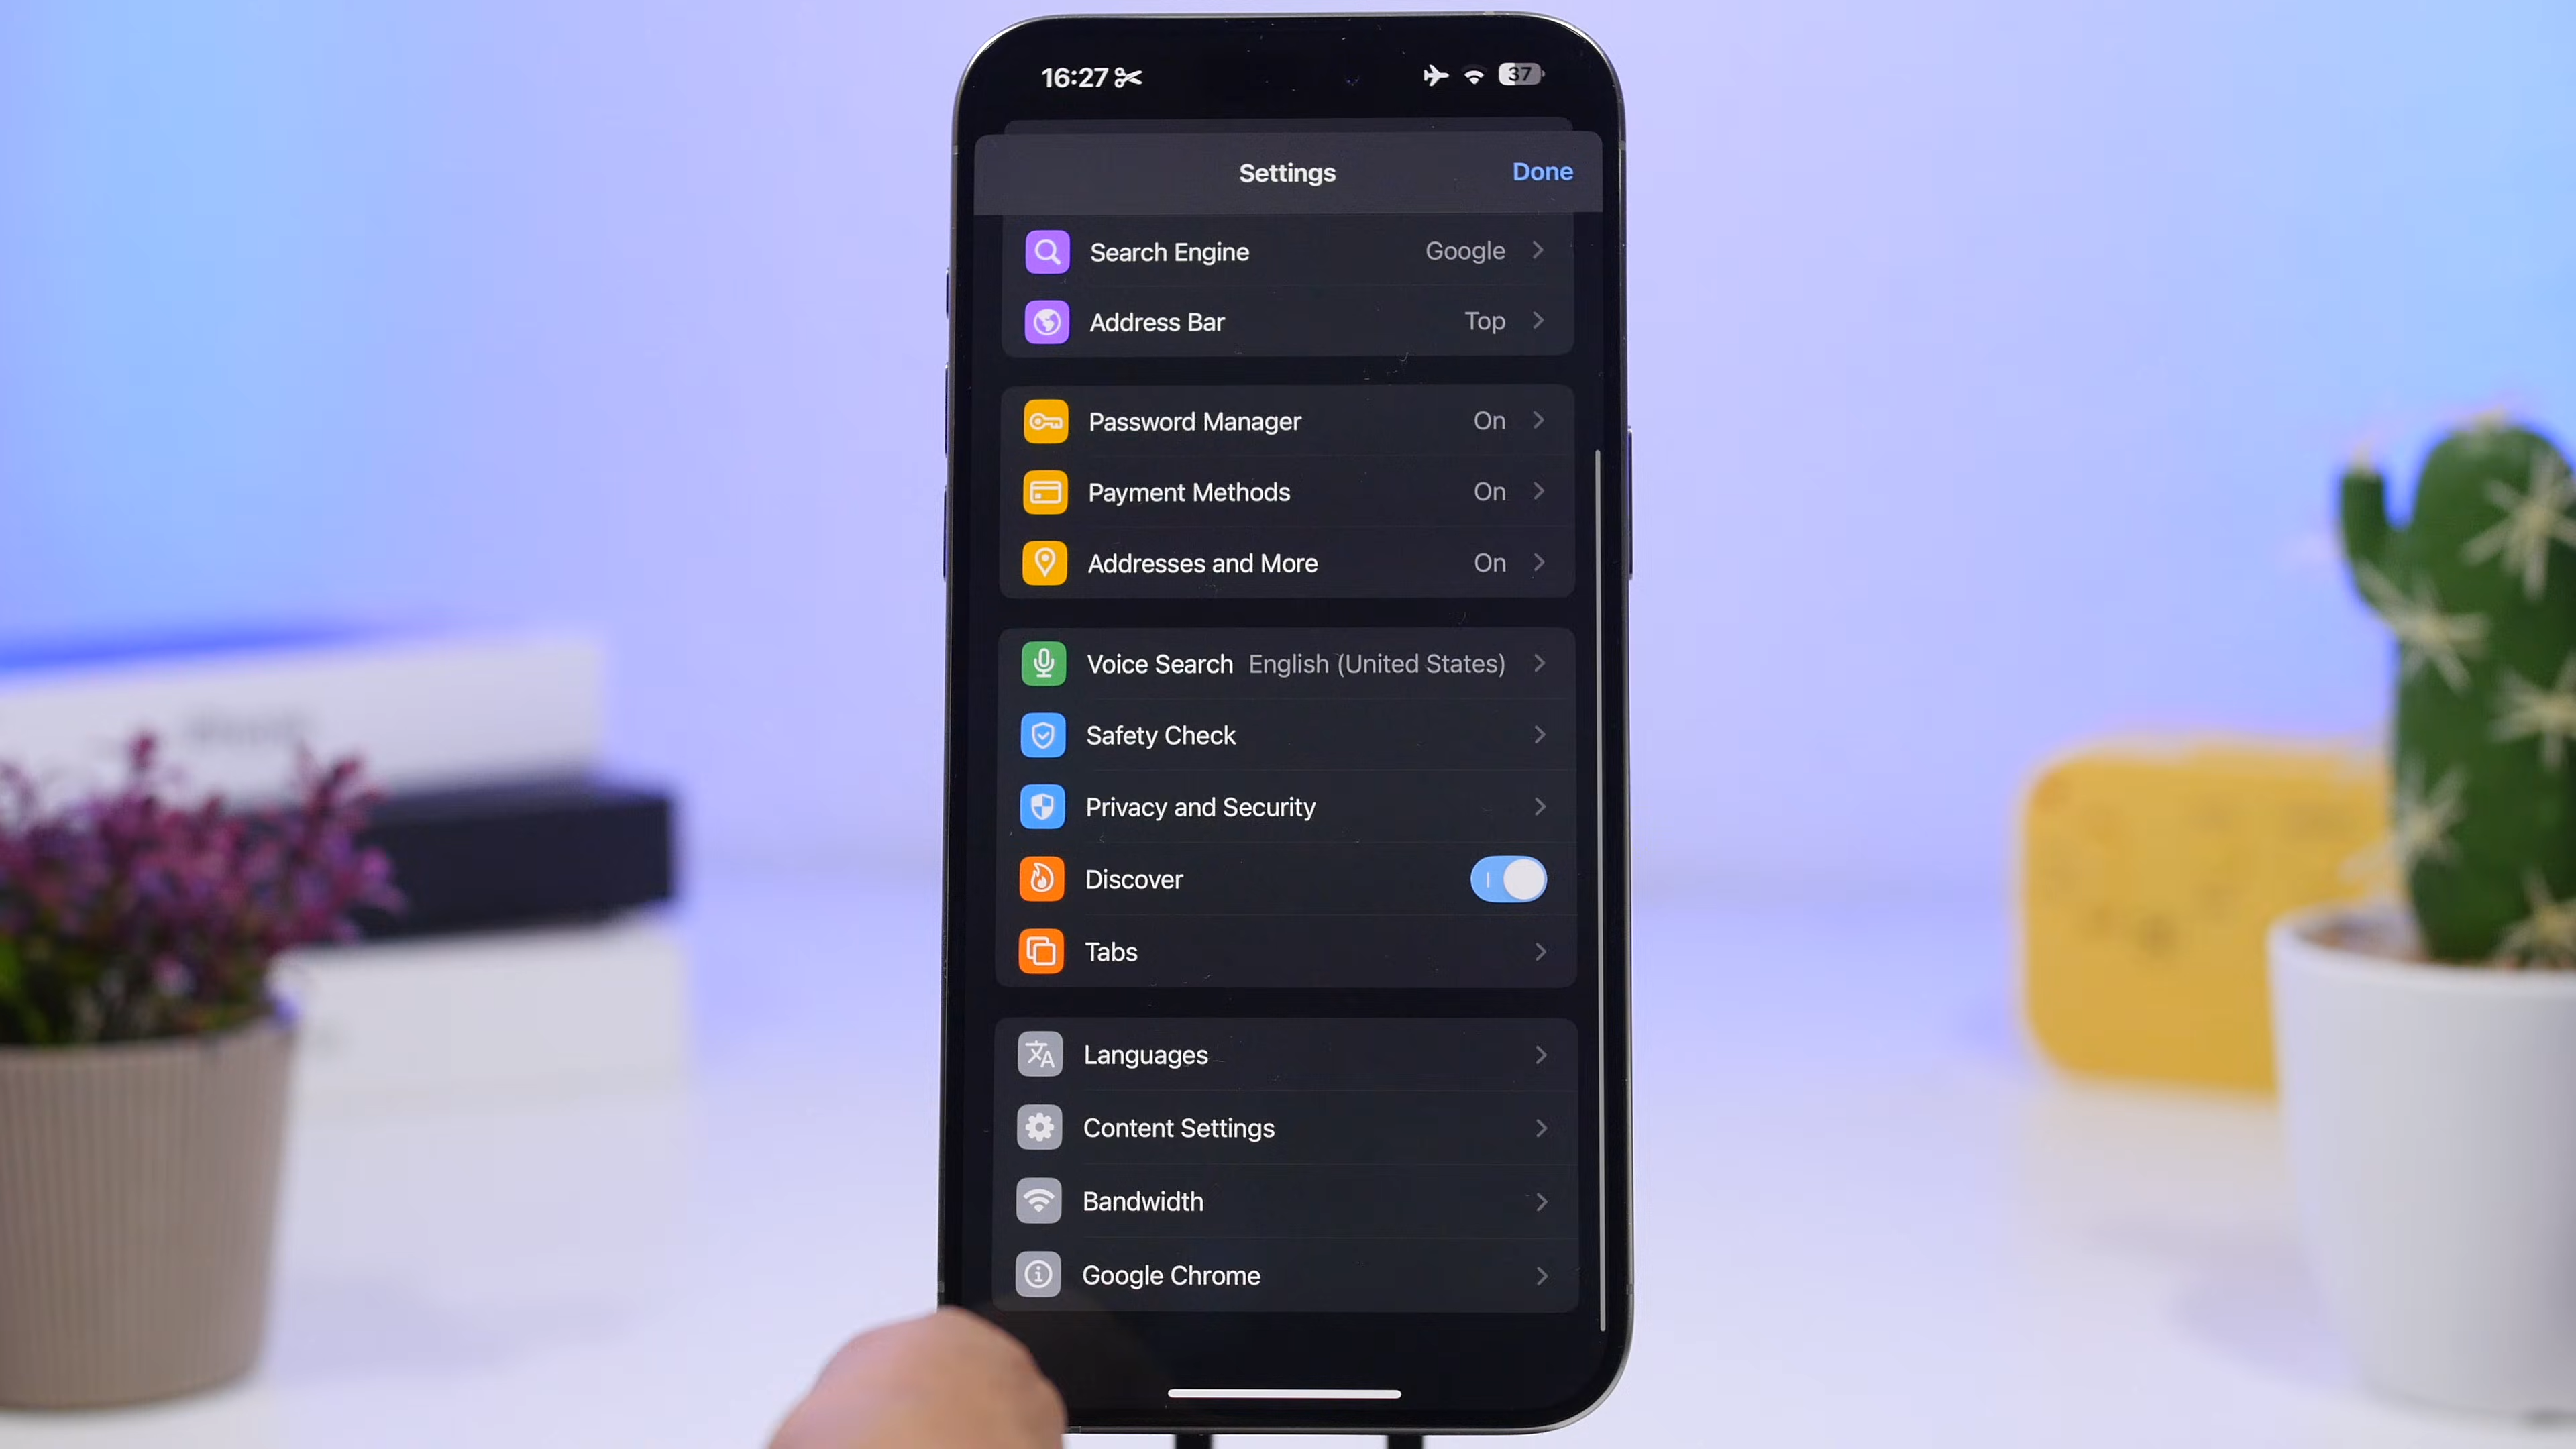 16:27
37
Settings
Done
Search Engine Google
Address Bar Top
Password Manager On
Payment Methods On
Addresses and More On
Voice Search English (United States)
Safety Check
Privacy and Security
Discover
Tabs
Languages
Content Settings
Bandwidth
Google Chrome